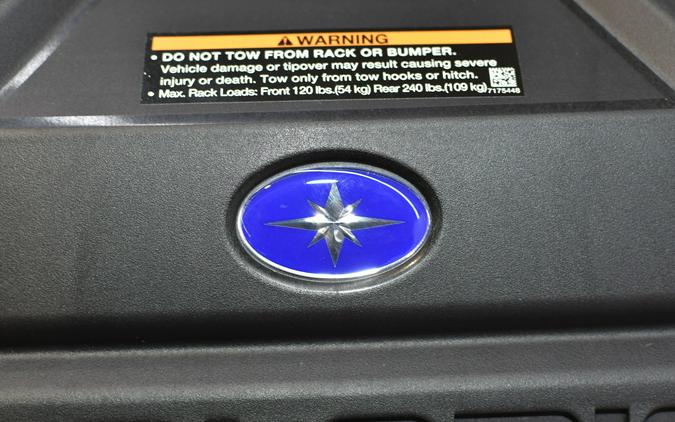 WARNING
• DO NOT TOW FROM RACK OR BUMPER.
Vehicle damage or tipover may result causing severe
injury or death. Tow only from tow hooks or hitch.
• Max. Rack Loads: Front 120 lbs.(54 kg) Rear 240 lbs.(109 kg)
7175448